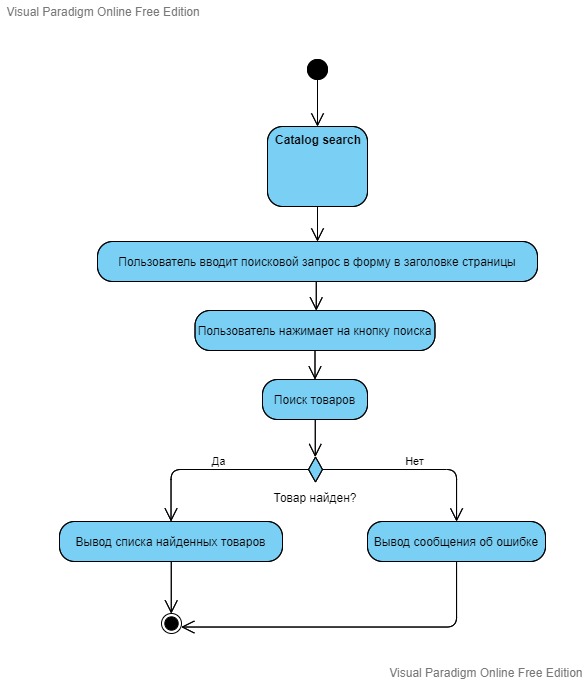 Visual Paradigm Online Free Edition
Catalog search
Пользователь вводит поисковой запрос в форму в заголовке страницы
Пользователь нажимает на кнопку поиска
Поиск товаров
Да
Нет
Товар найден?
Вывод списка найденных товаров
Вывод сообщения об ошибке
Visual Paradigm Online Free Edition